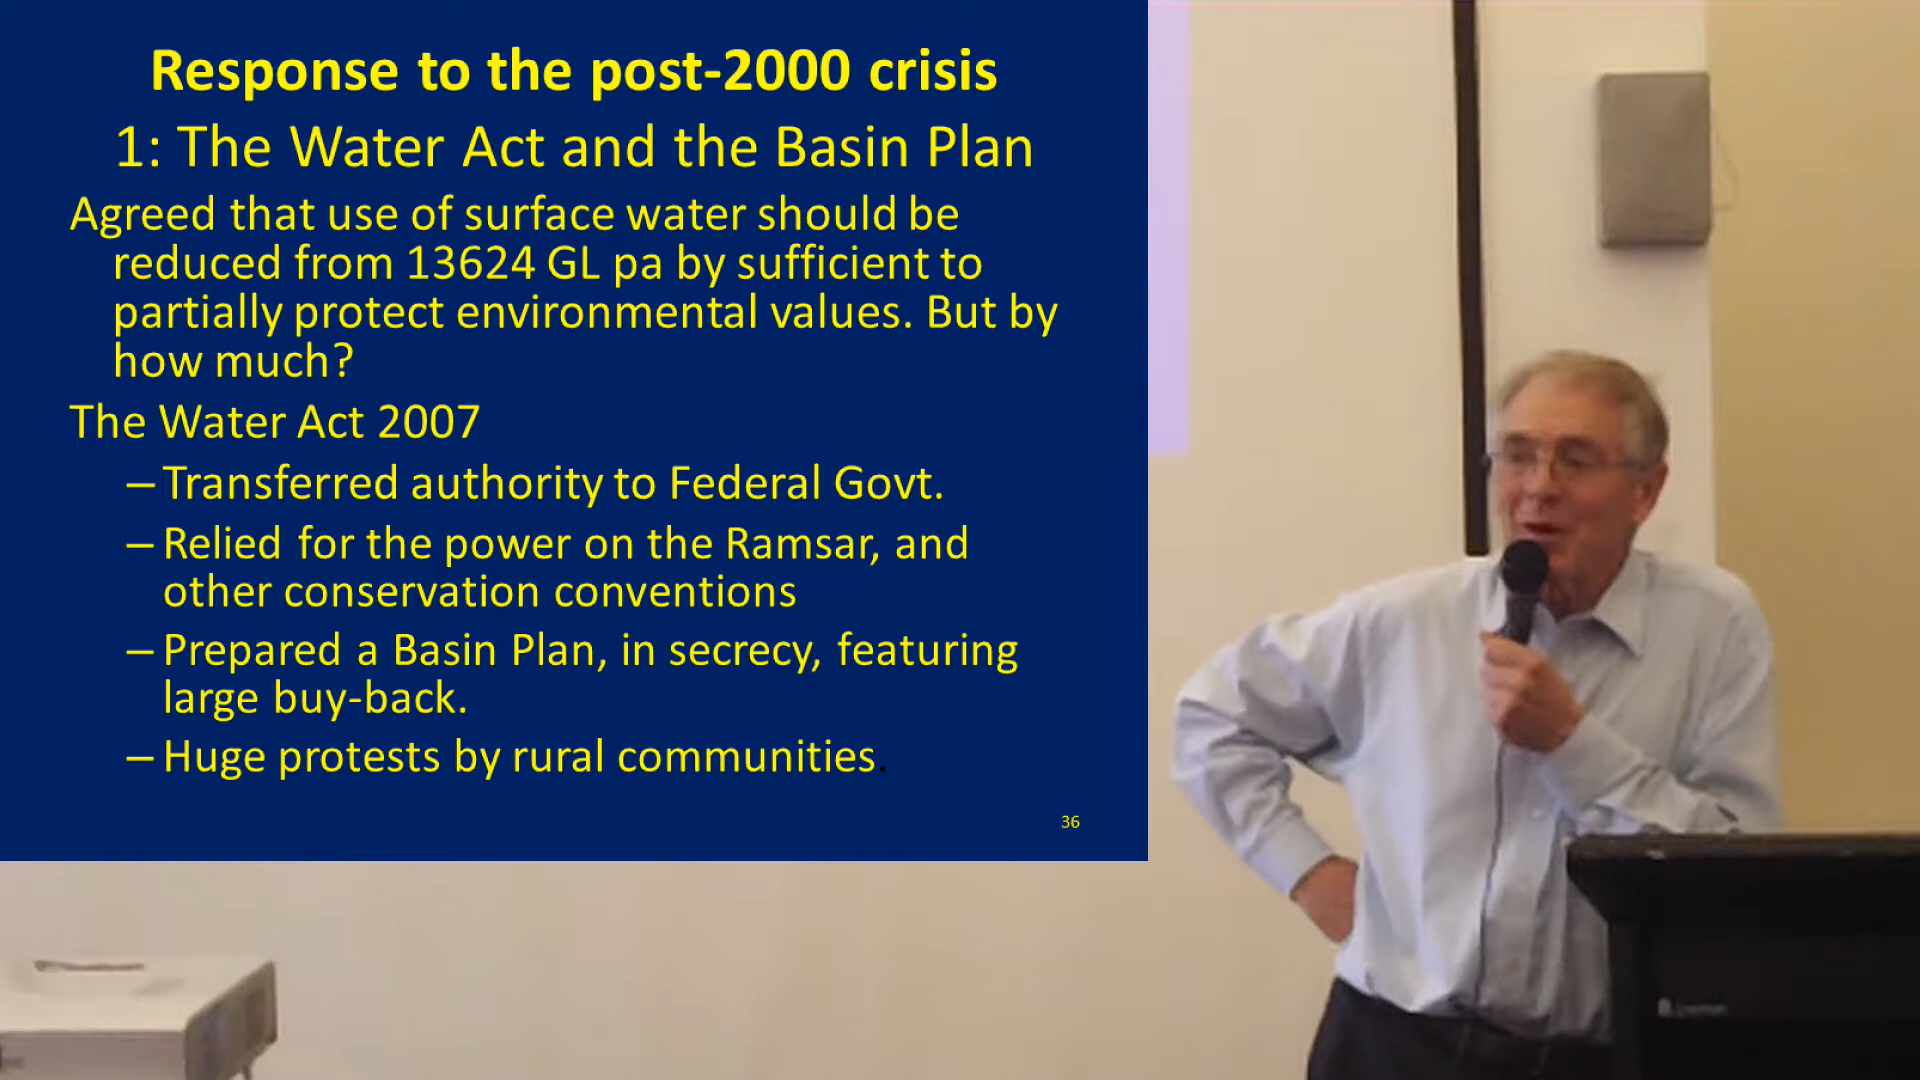 Response to the post-2000 crisis
1: The Water Act and the Basin Plan
Agreed that use of surface water should be
reduced from 13624 GL pa by sufficient to
partially protect environmental values. But by
how much?
The Water Act 2007
– Transferred authority to Federal Govt.
– Relied for the power on the Ramsar, and
other conservation conventions
– Prepared a Basin Plan, in secrecy, featuring
large buy-back.
– Huge protests by rural communities.
36